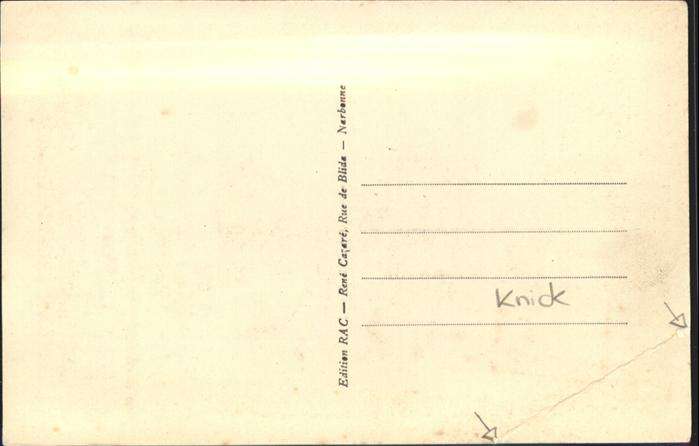 Edition RAC — René Cazaré, Rue de Blida — Narbonne
Knick